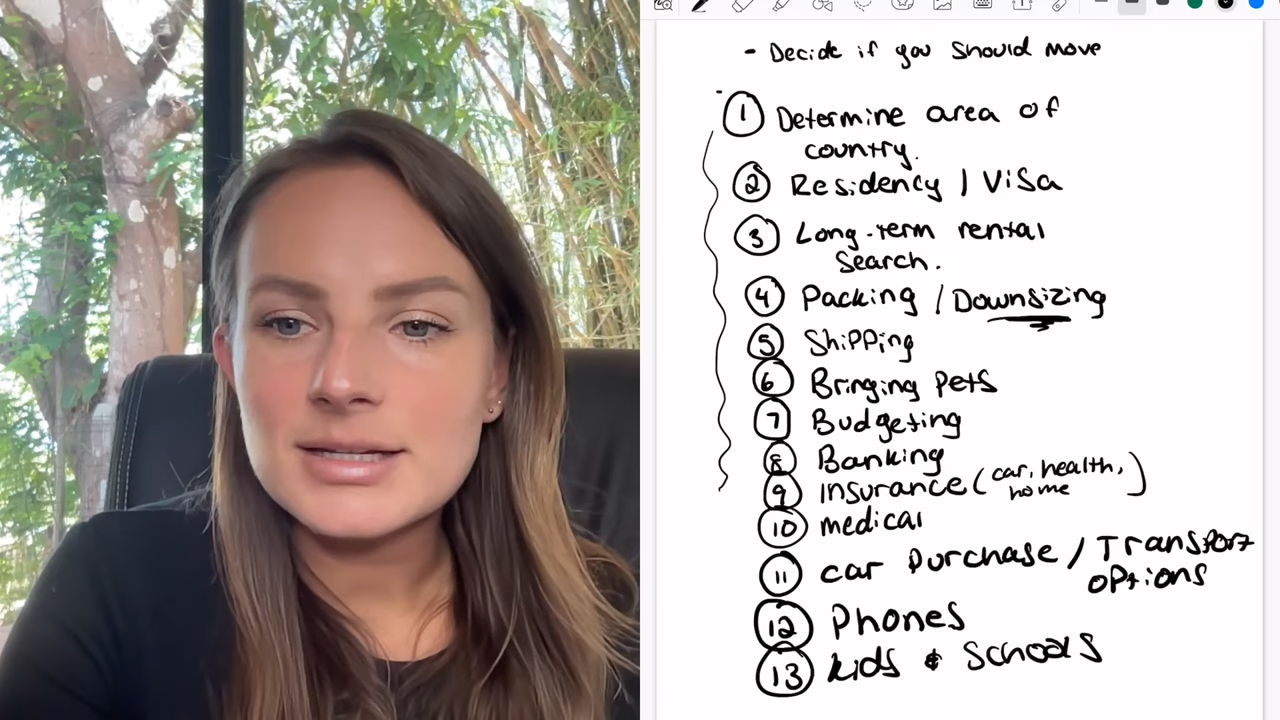 - Decide if you should move
1 Determine area of
country.
2 Residency / Visa
3 Long-term rental
search.
4 Packing / Downsizing
5 Shipping
6 Bringing pets
7 Budgeting
8 Banking
9 Insurance (car, health,
home)
10 medical
11 car purchase / Transport
options
12 Phones
13 kids & schools